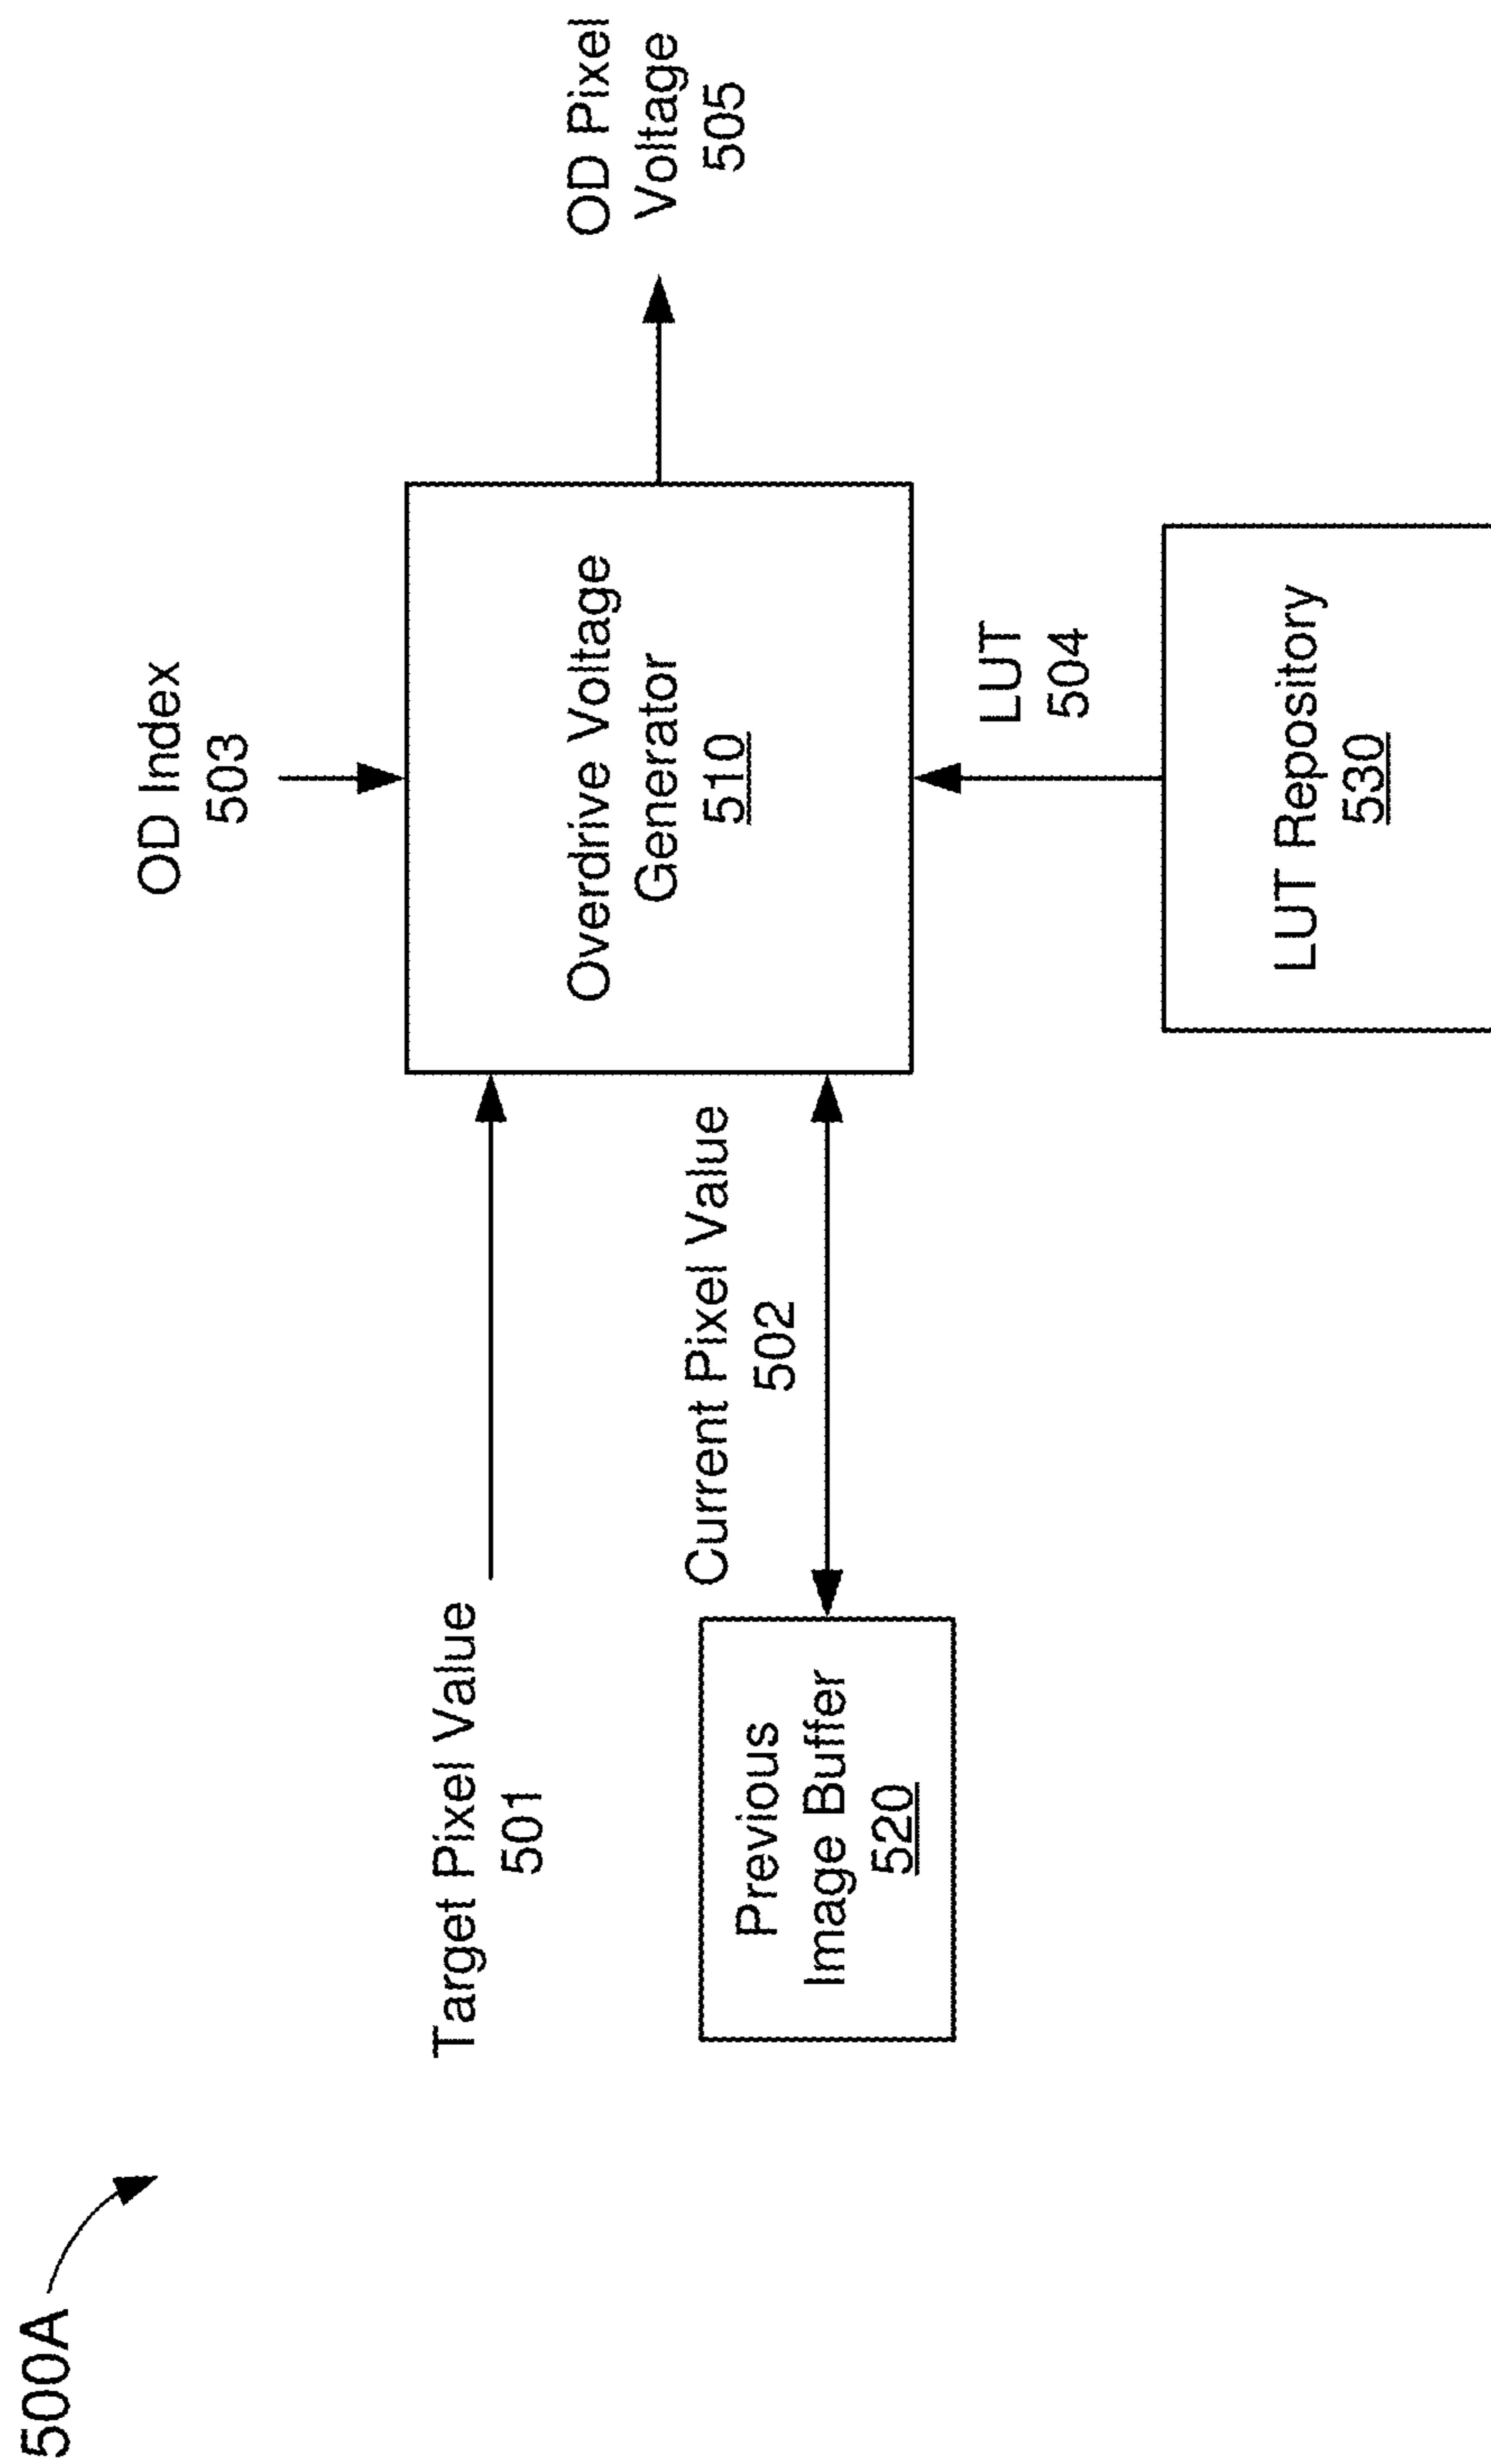 500A
OD Index
503
Target Pixel Value
501
Overdrive Voltage
Generator
510
OD Pixel
Voltage
505
Current Pixel Value
502
Previous
Image Buffer
520
LUT
504
LUT Repository
530